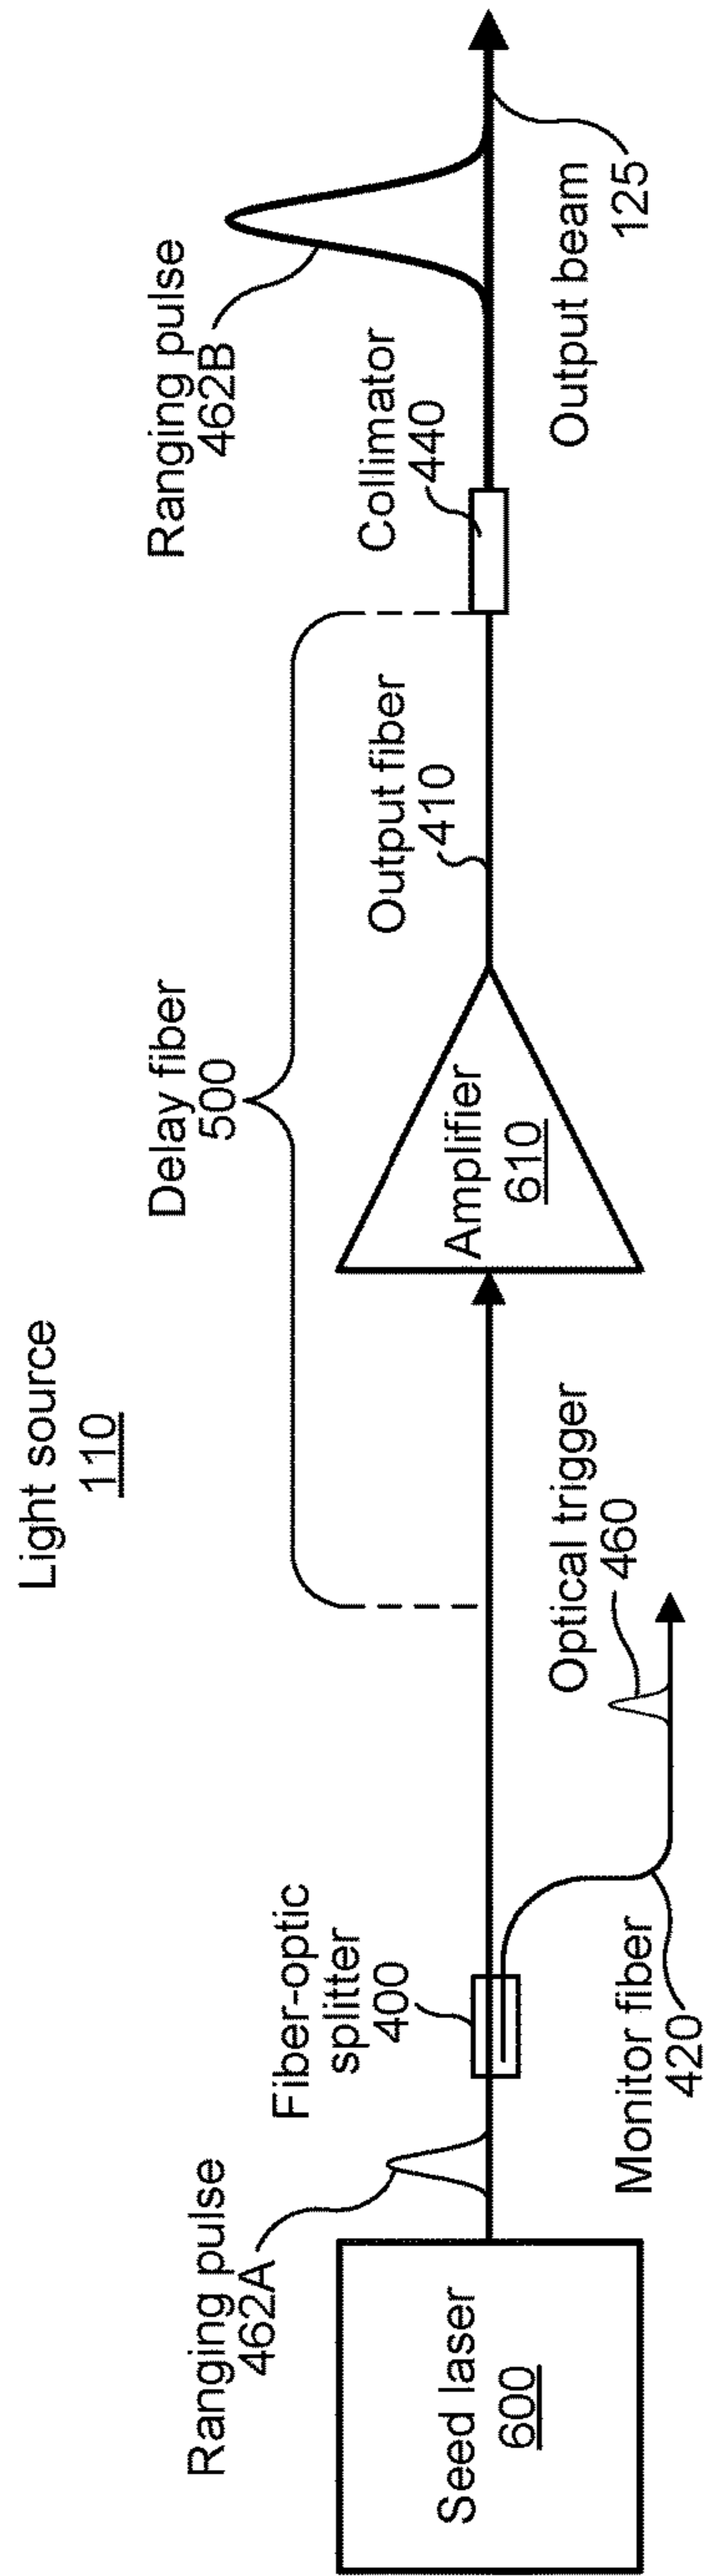 Light source
110
Ranging pulse
462A
Fiber-optic
splitter
400
Delay fiber
500
Ranging pulse
462B
Collimator
440
Output fiber
410
Seed laser
600
Amplifier
610
Monitor fiber
420
Optical trigger
460
Output beam
125